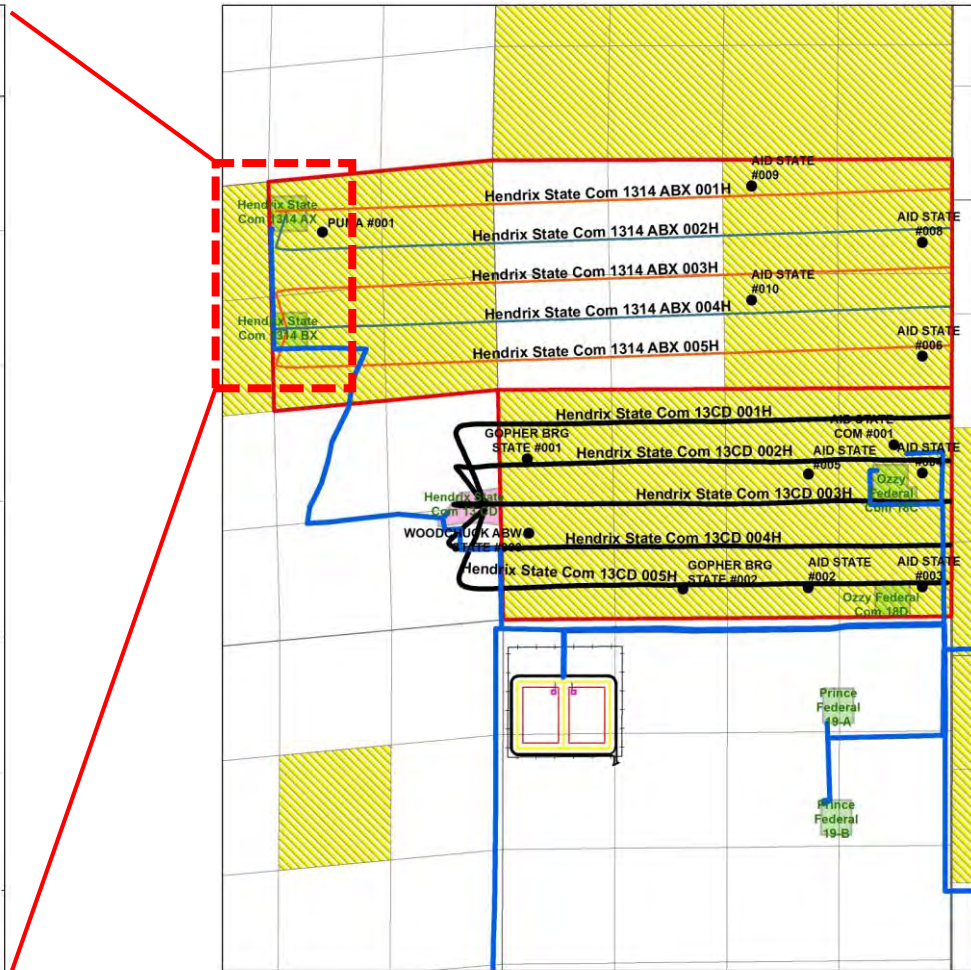 AID STATE
#009
Hendrix State Com 1314 ABX 001H
Hendrix State
Com 1314 AX
PUMA #001
AID STATE
#008
Hendrix State Com 1314 ABX 002H
Hendrix State Com 1314 ABX 003H
AID STATE
#010
Hendrix State Com 1314 ABX 004H
Hendrix State
Com 1314 BX
AID STATE
#006
Hendrix State Com 1314 ABX 005H
Hendrix State Com 13CD 001H
AID STATE
COM #001
GOPHER BRG
STATE #001
Hendrix State Com 13CD 002H
AID STATE
#005
AID STATE
#004
Ozzy
Federal
Com 18C
Hendrix State Com 13CD 003H
Hendrix State
Com 13 CD
WOODCHUCK ABW
STATE
Hendrix State Com 13CD 004H
Hendrix State Com 13CD 005H
GOPHER BRG
STATE #002
AID STATE
#002
AID STATE
#003
Ozzy Federal
Com 18D
Prince
Federal
19-A
Prince
Federal
19-B